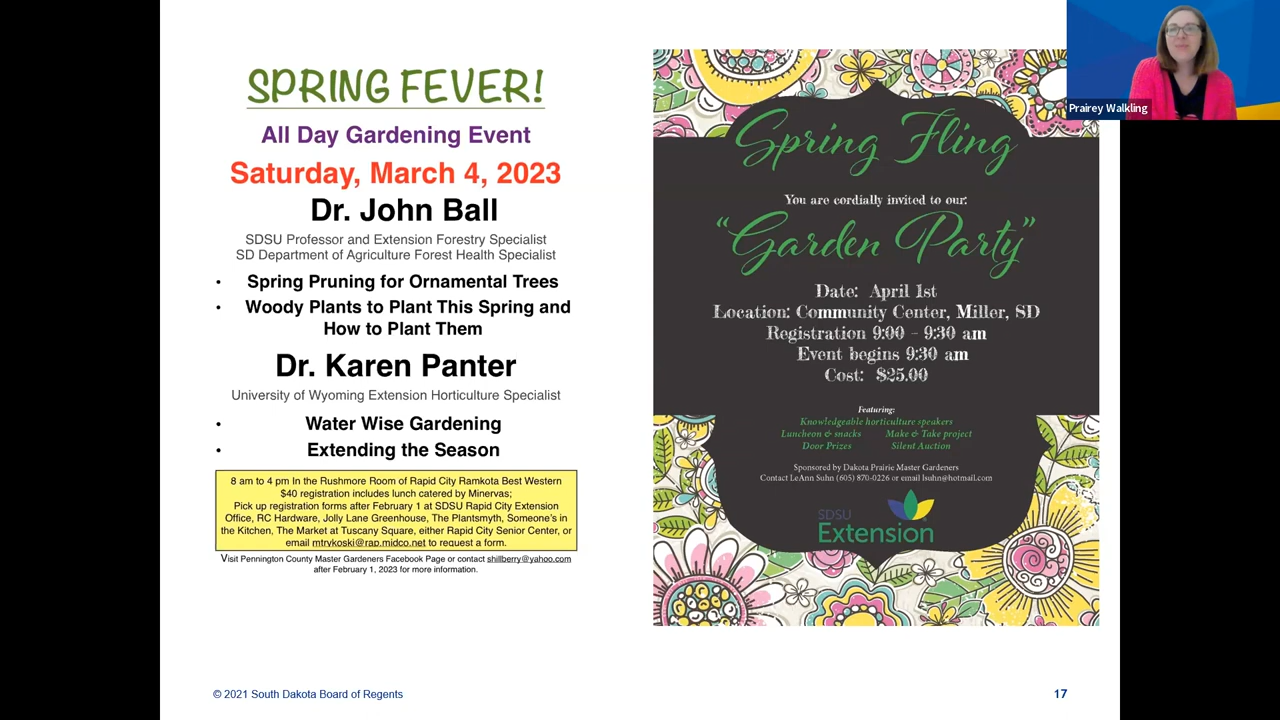 SPRING FEVER!
All Day Gardening Event
Saturday, March 4, 2023
Dr. John Ball
SDSU Professor and Extension Forestry Specialist
SD Department of Agriculture Forest Health Specialist
• Spring Pruning for Ornamental Trees
• Woody Plants to Plant This Spring and
How to Plant Them
Dr. Karen Panter
University of Wyoming Extension Horticulture Specialist
• Water Wise Gardening
• Extending the Season
8 am to 4 pm In the Rushmore Room of Rapid City Ramkota Best Western
$40 registration includes lunch catered by Minervas;
Pick up registration forms after February 1 at SDSU Rapid City Extension
Office, RC Hardware, Jolly Lane Greenhouse, The Plantsmyth, Someone's in
the Kitchen, The Market at Tuscany Square, either Rapid City Senior Center, or
email mtrykoski@rap.midco.net to request a form.
Visit Pennington County Master Gardeners Facebook Page or contact shillberry@yahoo.com
after February 1, 2023 for more information.
Spring Fling
You are cordially invited to our:
"Garden Party"
Date: April 1st
Location: Community Center, Miller, SD
Registration 9:00 - 9:30 am
Event begins 9:30 am
Cost: $25.00
Featuring:
Knowledgeable horticulture speakers
Luncheon & snacks Make & Take project
Door Prizes Silent Auction
Sponsored by Dakota Prairie Master Gardeners
Contact LeAnn Suhn (605) 870-0226 or email lsuhn@hotmail.com
SDSU
Extension
Prairey Walkling
© 2021 South Dakota Board of Regents
17